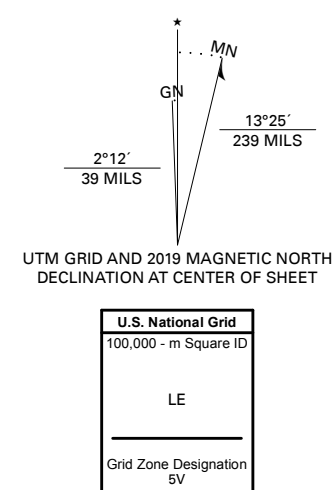 ★
MN
GN
13°25´
239 MILS
2°12´
39 MILS
UTM GRID AND 2019 MAGNETIC NORTH
DECLINATION AT CENTER OF SHEET
U.S. National Grid
100,000 - m Square ID
LE
Grid Zone Designation
5V